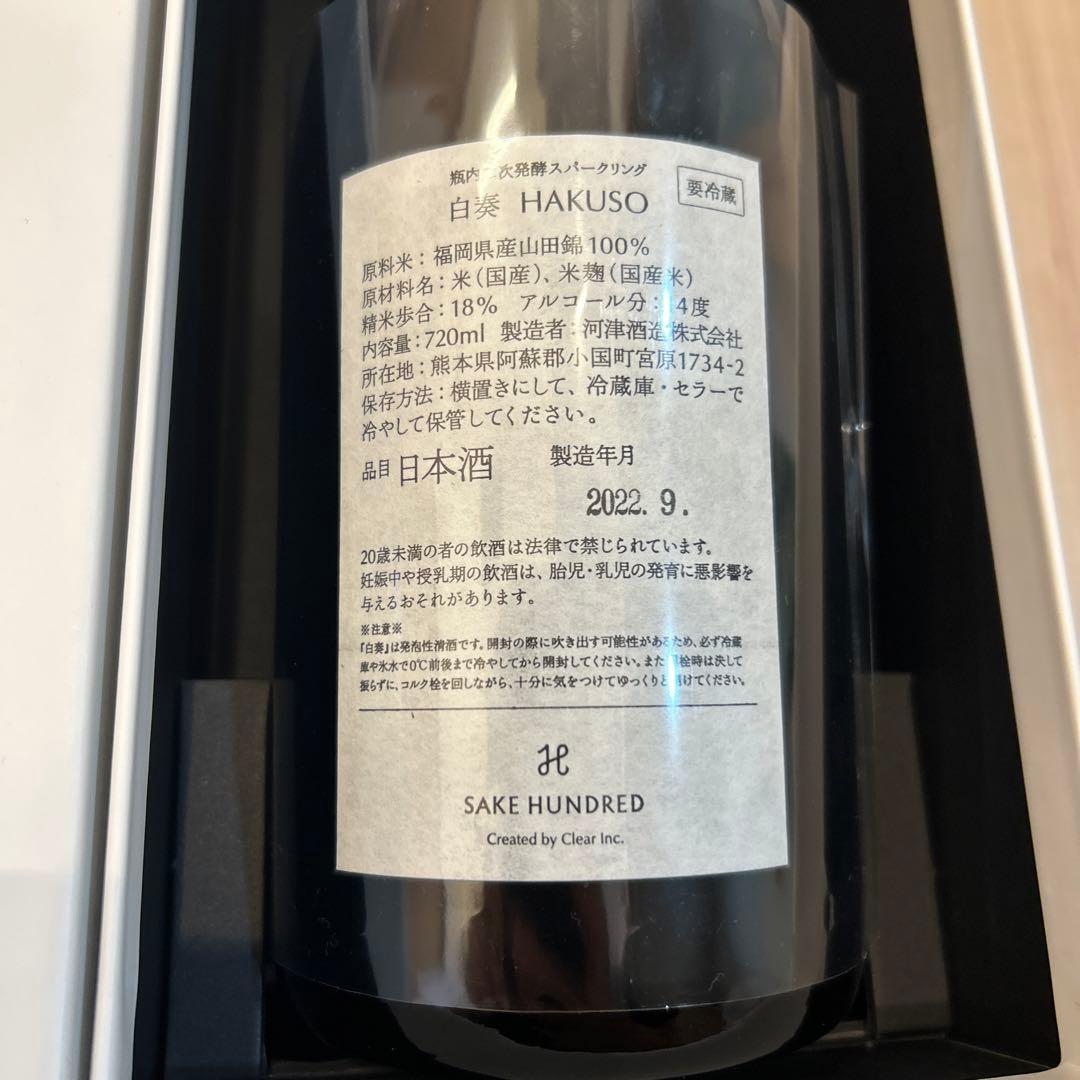 瓶内二次発酵スパークリング
白奏 HAKUSO
要冷蔵
原料米：福岡県産山田錦100％
原材料名：米（国産）、米麹（国産米）
精米歩合：18％ アルコール分：4度
内容量：720ml 製造者：河津酒造株式会社
所在地：熊本県阿蘇郡小国町宮原1734-2
保存方法：横置きにして、冷蔵庫・セラーで
冷やして保管してください。
品目 日本酒 製造年月
2022. 9.
20歳未満の者の飲酒は法律で禁じられています。
妊娠中や授乳期の飲酒は、胎児・乳児の発育に悪影響を
与えるおそれがあります。
※注意※
「白奏」は発泡性清酒です。開封の際に吹き出す可能性があるため、必ず冷蔵
庫や氷水で0℃前後まで冷やしてから開封してください。また 栓時は決して
振らずに、コルク栓を回しながら、十分に気をつけてゆっくりと開けてください。
SAKE HUNDRED
Created by Clear Inc.